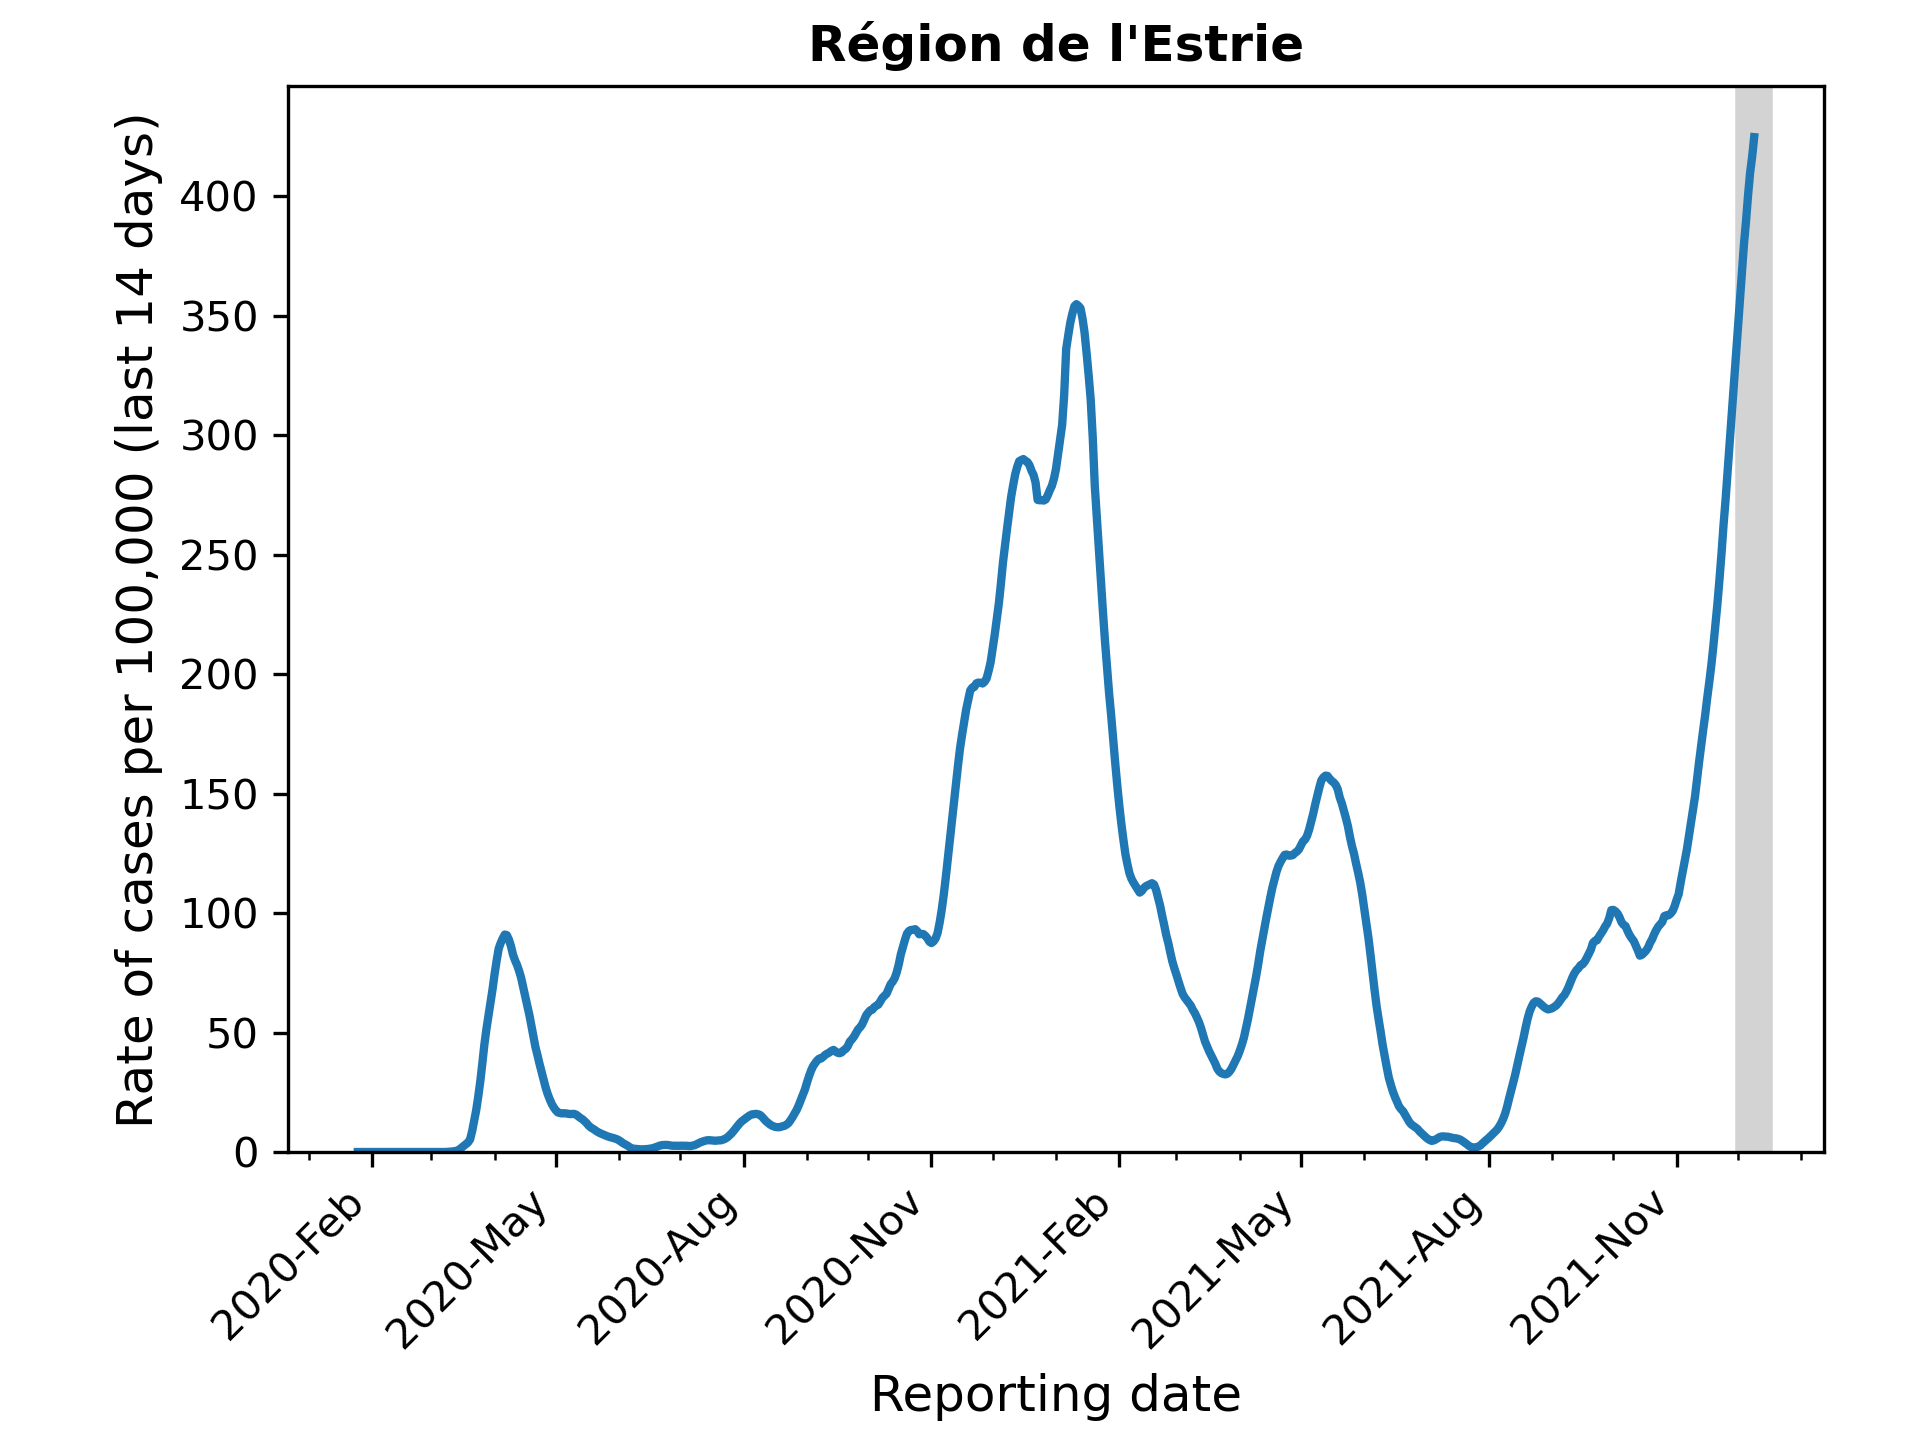 Région de l'Estrie
Rate of cases per 100,000 (last 14 days)
400
350
300
250
200
150
100
50
0
2020-Feb
2020-May
2020-Aug
2020-Nov
2021-Feb
2021-May
2021-Aug
2021-Nov
Reporting date